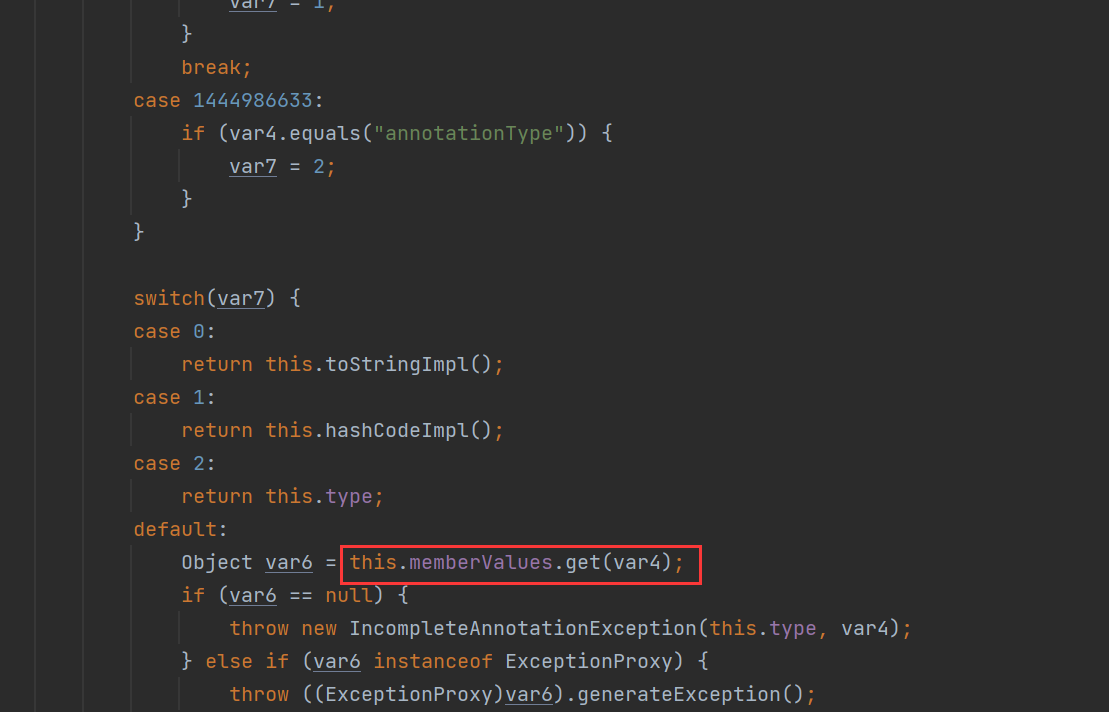 var7 = 1;
}
break;
case 1444986633:
if (var4.equals("annotationType")) {
var7 = 2;
}
}
switch(var7) {
case 0:
return this.toStringImpl();
case 1:
return this.hashCodeImpl();
case 2:
return this.type;
default:
Object var6 = this.memberValues.get(var4);
if (var6 == null) {
throw new IncompleteAnnotationException(this.type, var4);
} else if (var6 instanceof ExceptionProxy) {
throw ((ExceptionProxy)var6).generateException();